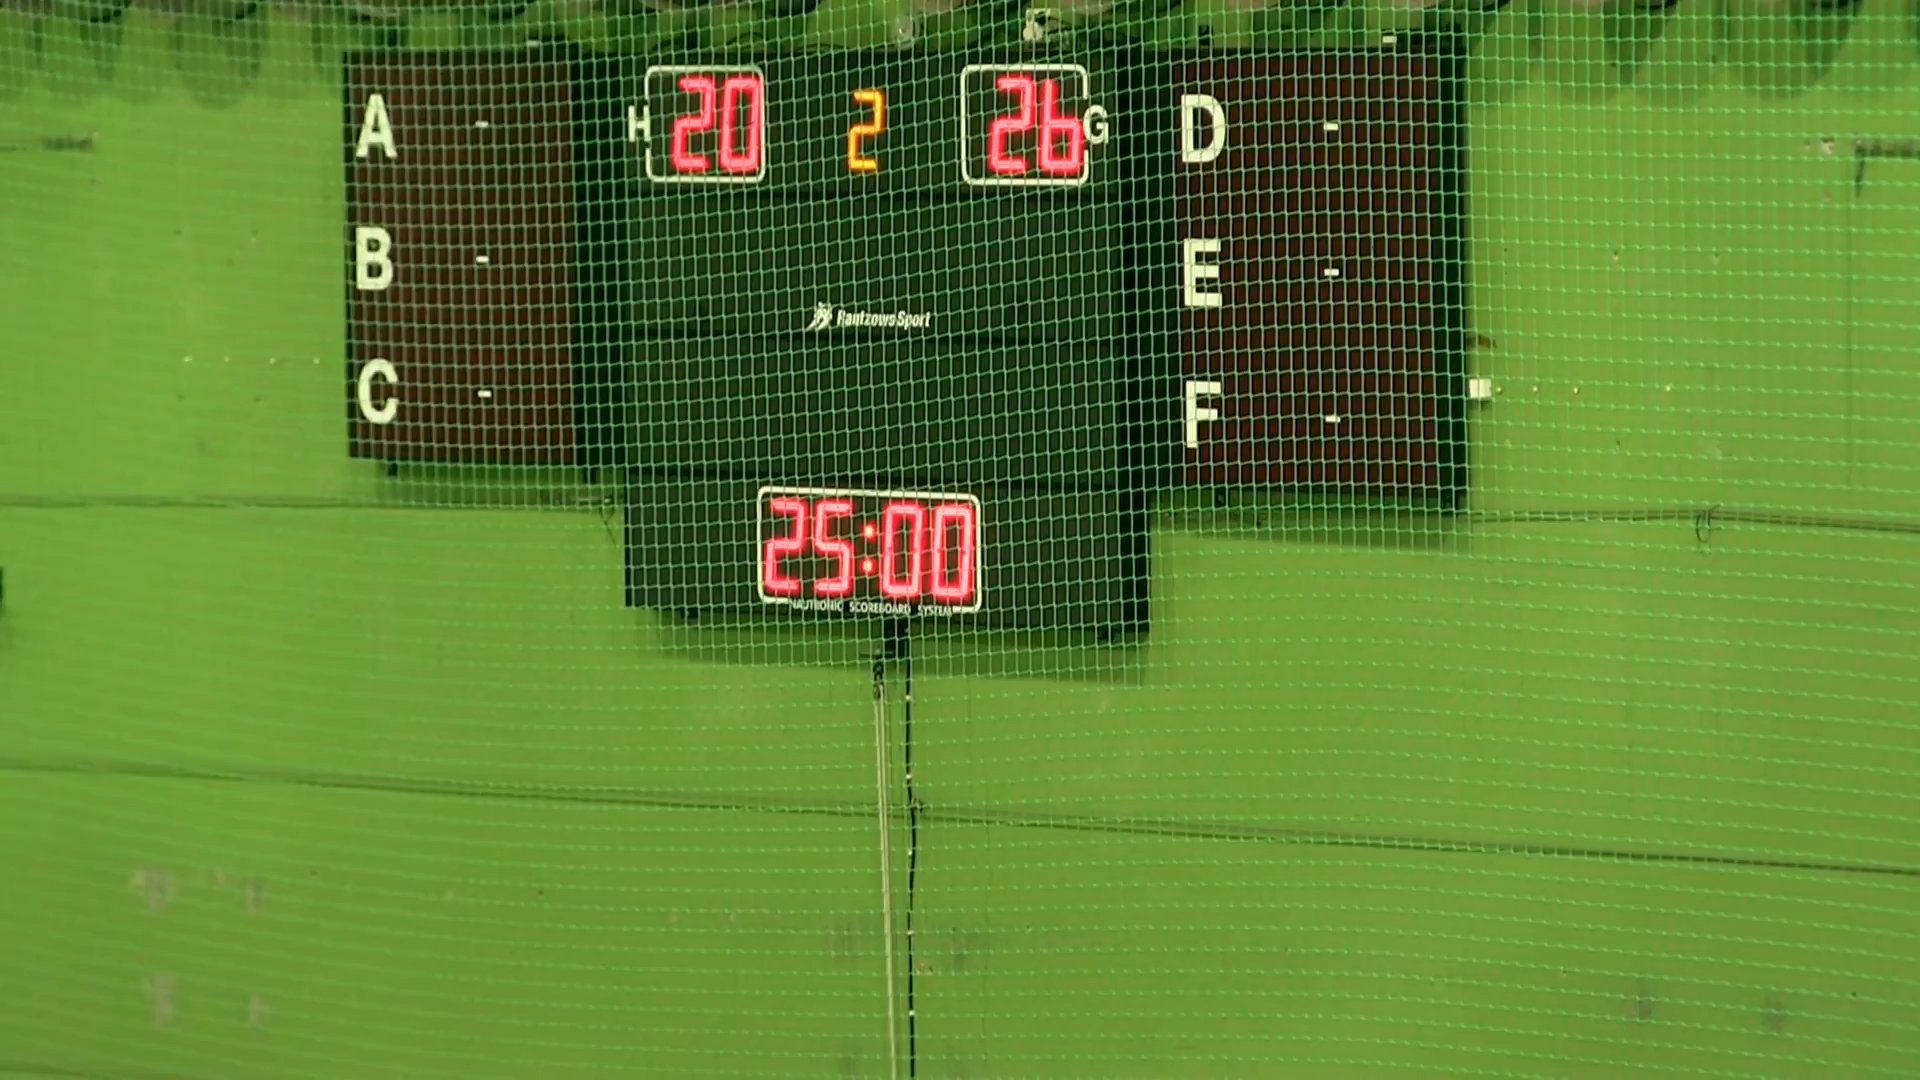 A - H 20 2 26 G D -
B - E -
RantzowsSport
C - F -
25:00
NAUTRONIC SCOREBOARD SYSTEM